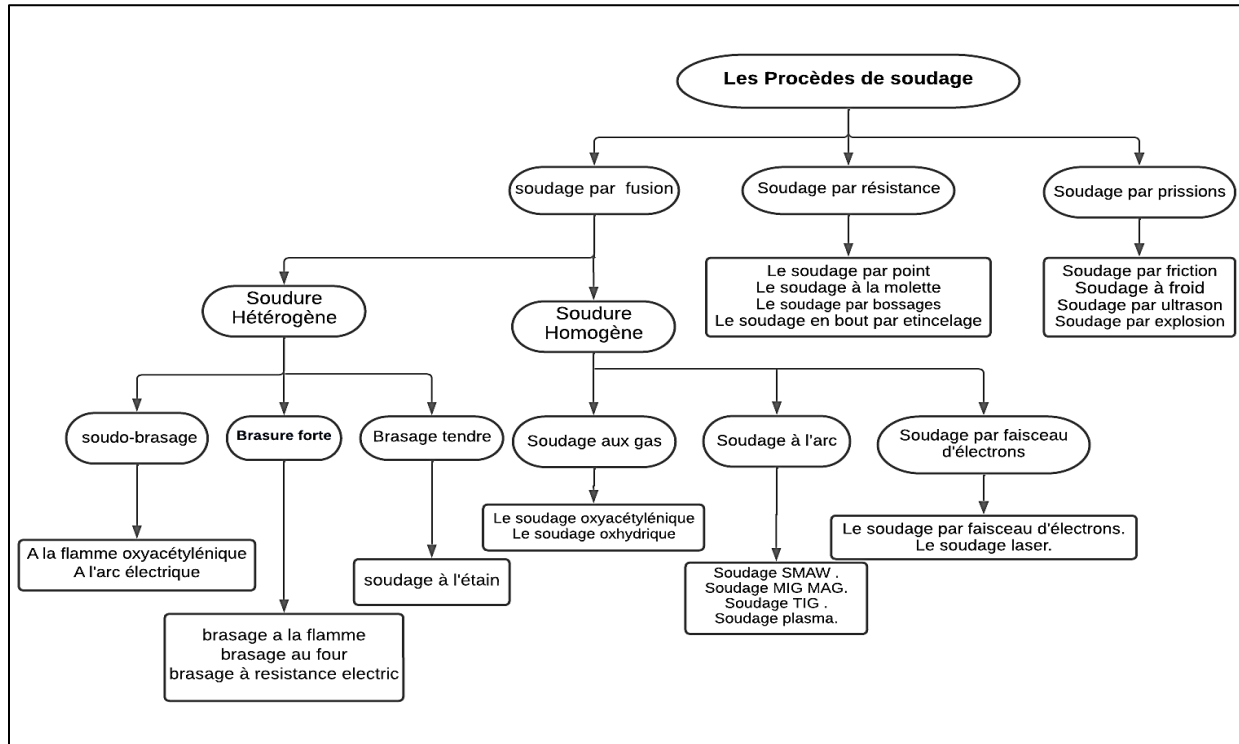 Les Procèdes de soudage
soudage par fusion
Soudage par résistance
Soudage par prissions
Le soudage par point
Le soudage à la molette
Le soudage par bossages
Le soudage en bout par etincelage
Soudage par friction
Soudage à froid
Soudage par ultrason
Soudage par explosion
Soudure
Hétérogène
Soudure
Homogène
soudo-brasage
Brasure forte
Brasage tendre
Soudage aux gas
Soudage à l'arc
Soudage par faisceau
d'électrons
A la flamme oxyacétylénique
A l'arc électrique
brasage a la flamme
brasage au four
brasage à resistance electric
soudage à l'étain
Le soudage oxyacétylénique
Le soudage oxhydrique
Soudage SMAW .
Soudage MIG MAG.
Soudage TIG .
Soudage plasma.
Le soudage par faisceau d'électrons.
Le soudage laser.